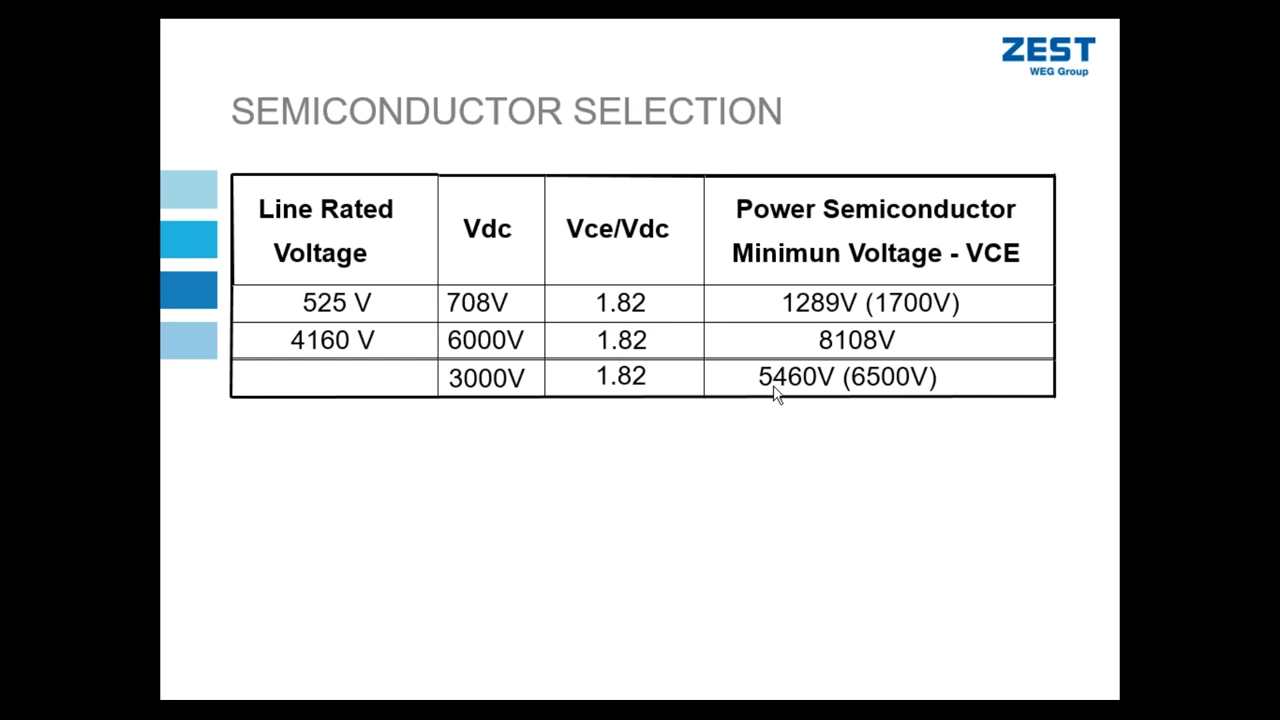 ZEST
WEG Group
SEMICONDUCTOR SELECTION
Line Rated Voltage Vdc Vce/Vdc Power Semiconductor Minimun Voltage - VCE
525 V 708V 1.82 1289V (1700V)
4160 V 6000V 1.82 8108V
3000V 1.82 5460V (6500V)